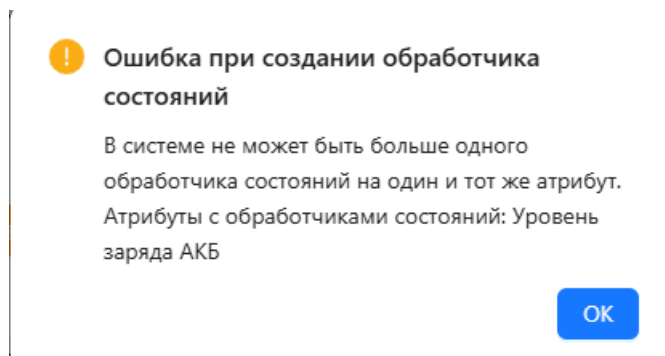 !
Ошибка при создании обработчика
состояний
В системе не может быть больше одного
обработчика состояний на один и тот же атрибут.
Атрибуты с обработчиками состояний: Уровень
заряда АКБ
ОК